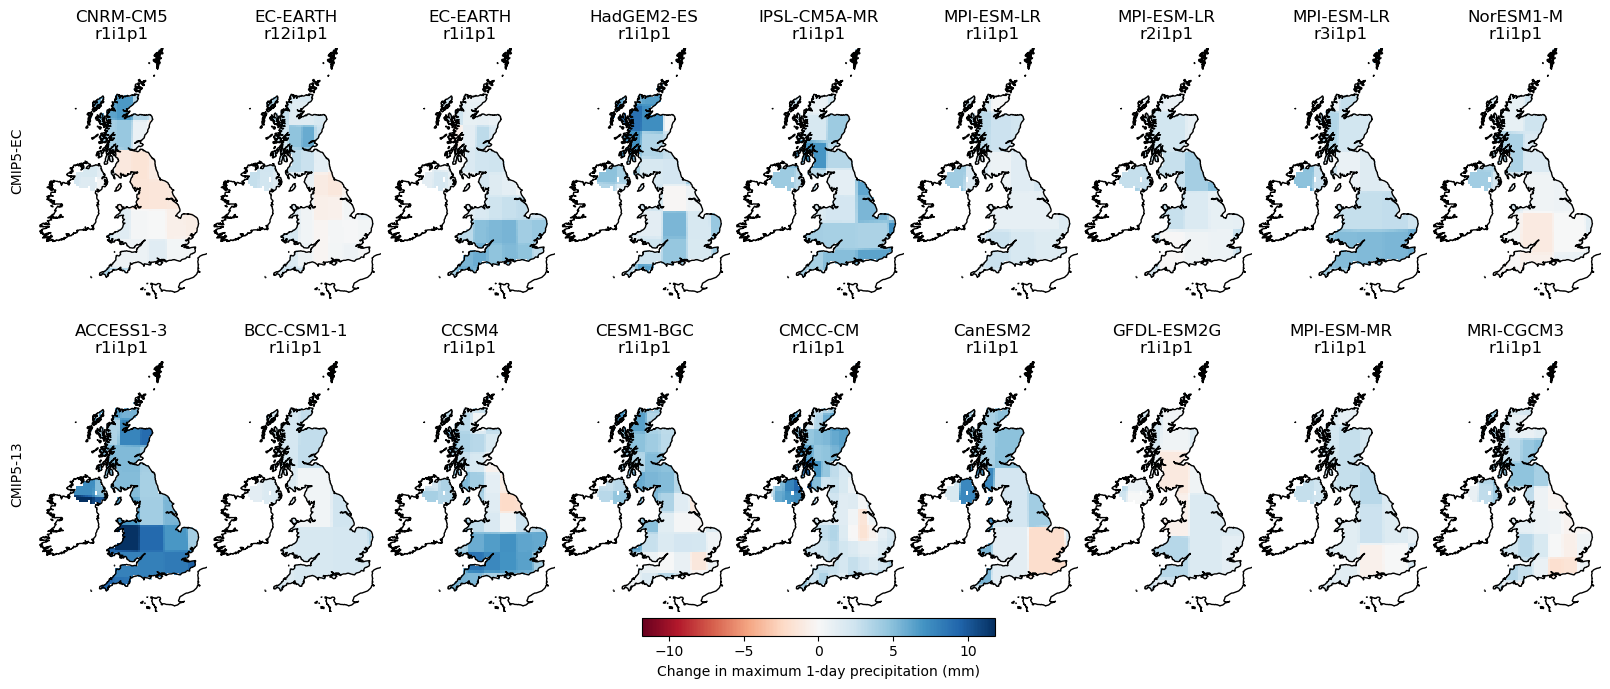 CNRM-CM5
r1i1p1
EC-EARTH
r12i1p1
EC-EARTH
r1i1p1
HadGEM2-ES
r1i1p1
IPSL-CM5A-MR
r1i1p1
MPI-ESM-LR
r1i1p1
MPI-ESM-LR
r2i1p1
MPI-ESM-LR
r3i1p1
NorESM1-M
r1i1p1
CMIP5-EC
ACCESS1-3
r1i1p1
BCC-CSM1-1
r1i1p1
CCSM4
r1i1p1
CESM1-BGC
r1i1p1
CMCC-CM
r1i1p1
CanESM2
r1i1p1
GFDL-ESM2G
r1i1p1
MPI-ESM-MR
r1i1p1
MRI-CGCM3
r1i1p1
CMIP5-13
−10 −5 0 5 10
Change in maximum 1-day precipitation (mm)